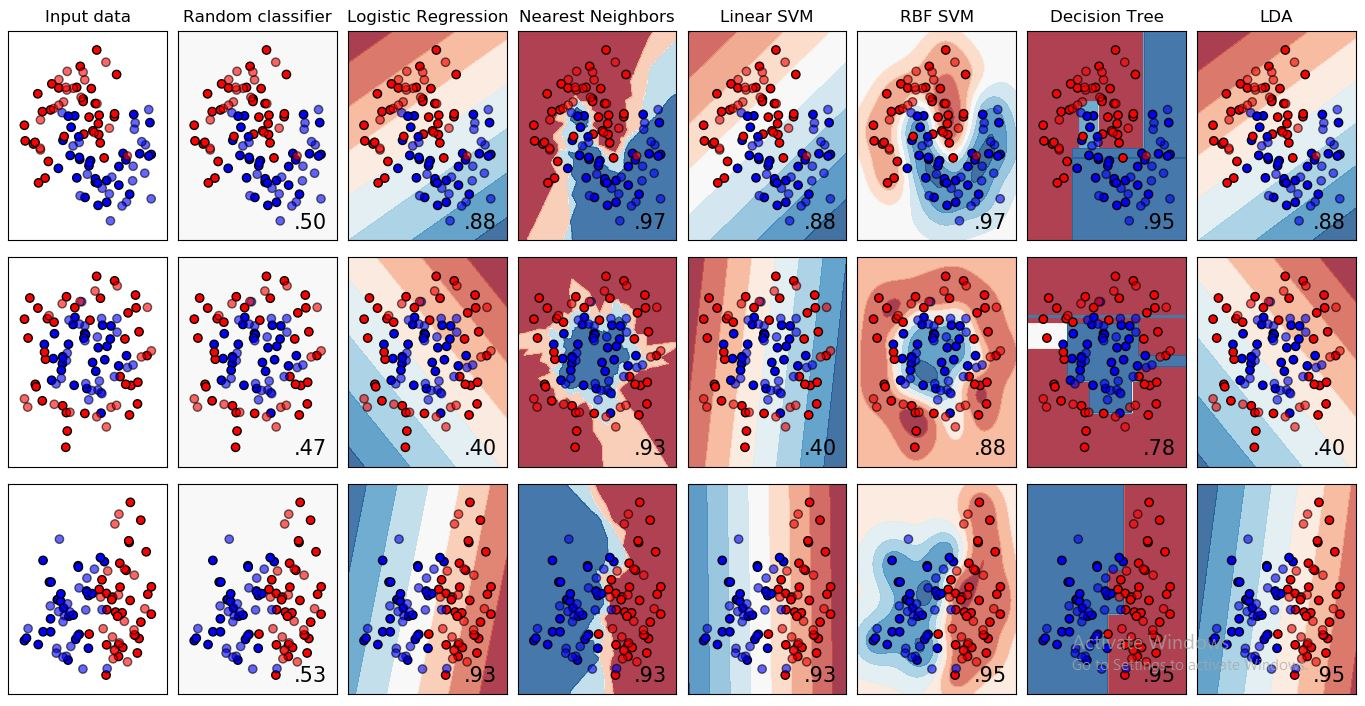 Input data Random classifier Logistic Regression Nearest Neighbors Linear SVM RBF SVM Decision Tree LDA
.50 .88 .97 .88 .97 .95 .88
.47 .40 .93 .40 .88 .78 .40
Activate Windows
Go to Settings to activate Windows.
.53 .93 .93 .93 .95 .95 .95